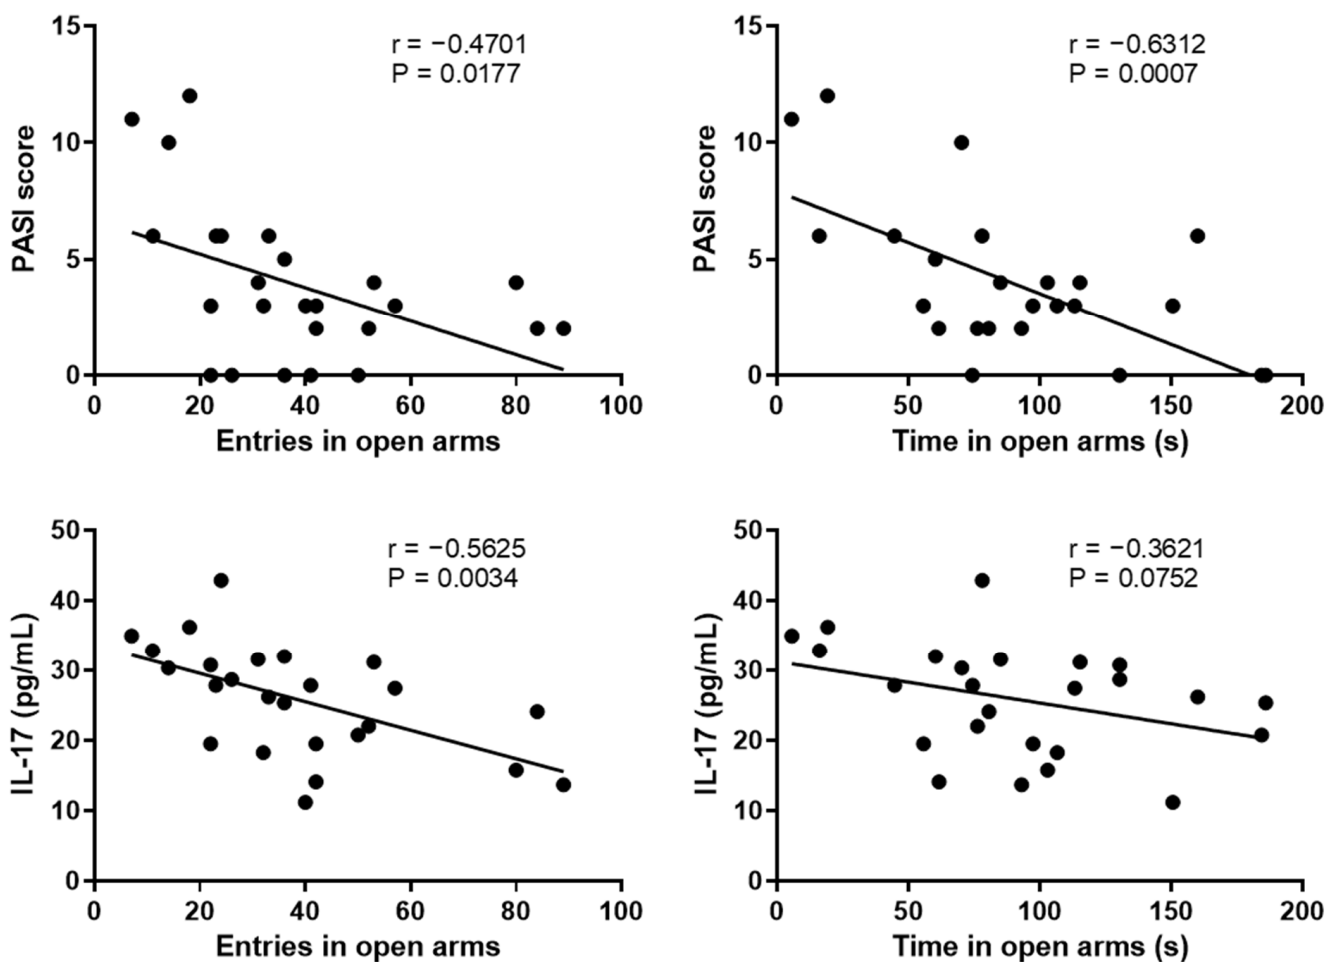 15
r = −0.4701
P = 0.0177
10
PASI score
5
0
0 20 40 60 80 100
Entries in open arms
15
r = −0.6312
P = 0.0007
10
PASI score
5
0
0 50 100 150 200
Time in open arms (s)
50
r = −0.5625
P = 0.0034
40
30
IL-17 (pg/mL)
20
10
0
0 20 40 60 80 100
Entries in open arms
50
r = −0.3621
P = 0.0752
40
30
IL-17 (pg/mL)
20
10
0
0 50 100 150 200
Time in open arms (s)